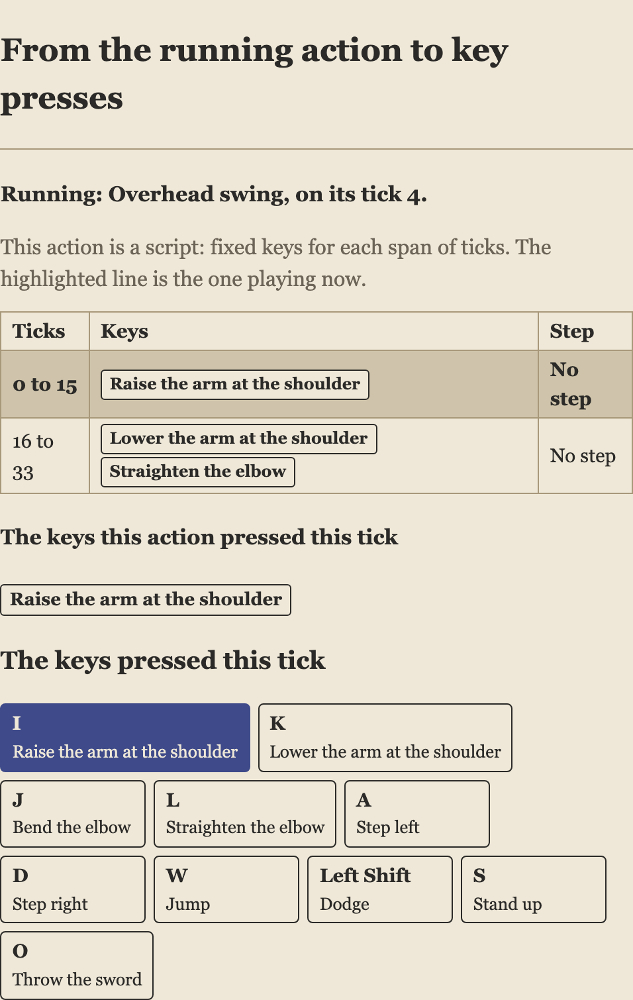 From the running action to key
presses
Running: Overhead swing, on its tick 4.
This action is a script: fixed keys for each span of ticks. The
highlighted line is the one playing now.
Ticks Keys Step
0 to 15 Raise the arm at the shoulder No step
16 to 33 Lower the arm at the shoulder Straighten the elbow No step
The keys this action pressed this tick
Raise the arm at the shoulder
The keys pressed this tick
I
Raise the arm at the shoulder
K
Lower the arm at the shoulder
J
Bend the elbow
L
Straighten the elbow
A
Step left
D
Step right
W
Jump
Left Shift
Dodge
S
Stand up
O
Throw the sword